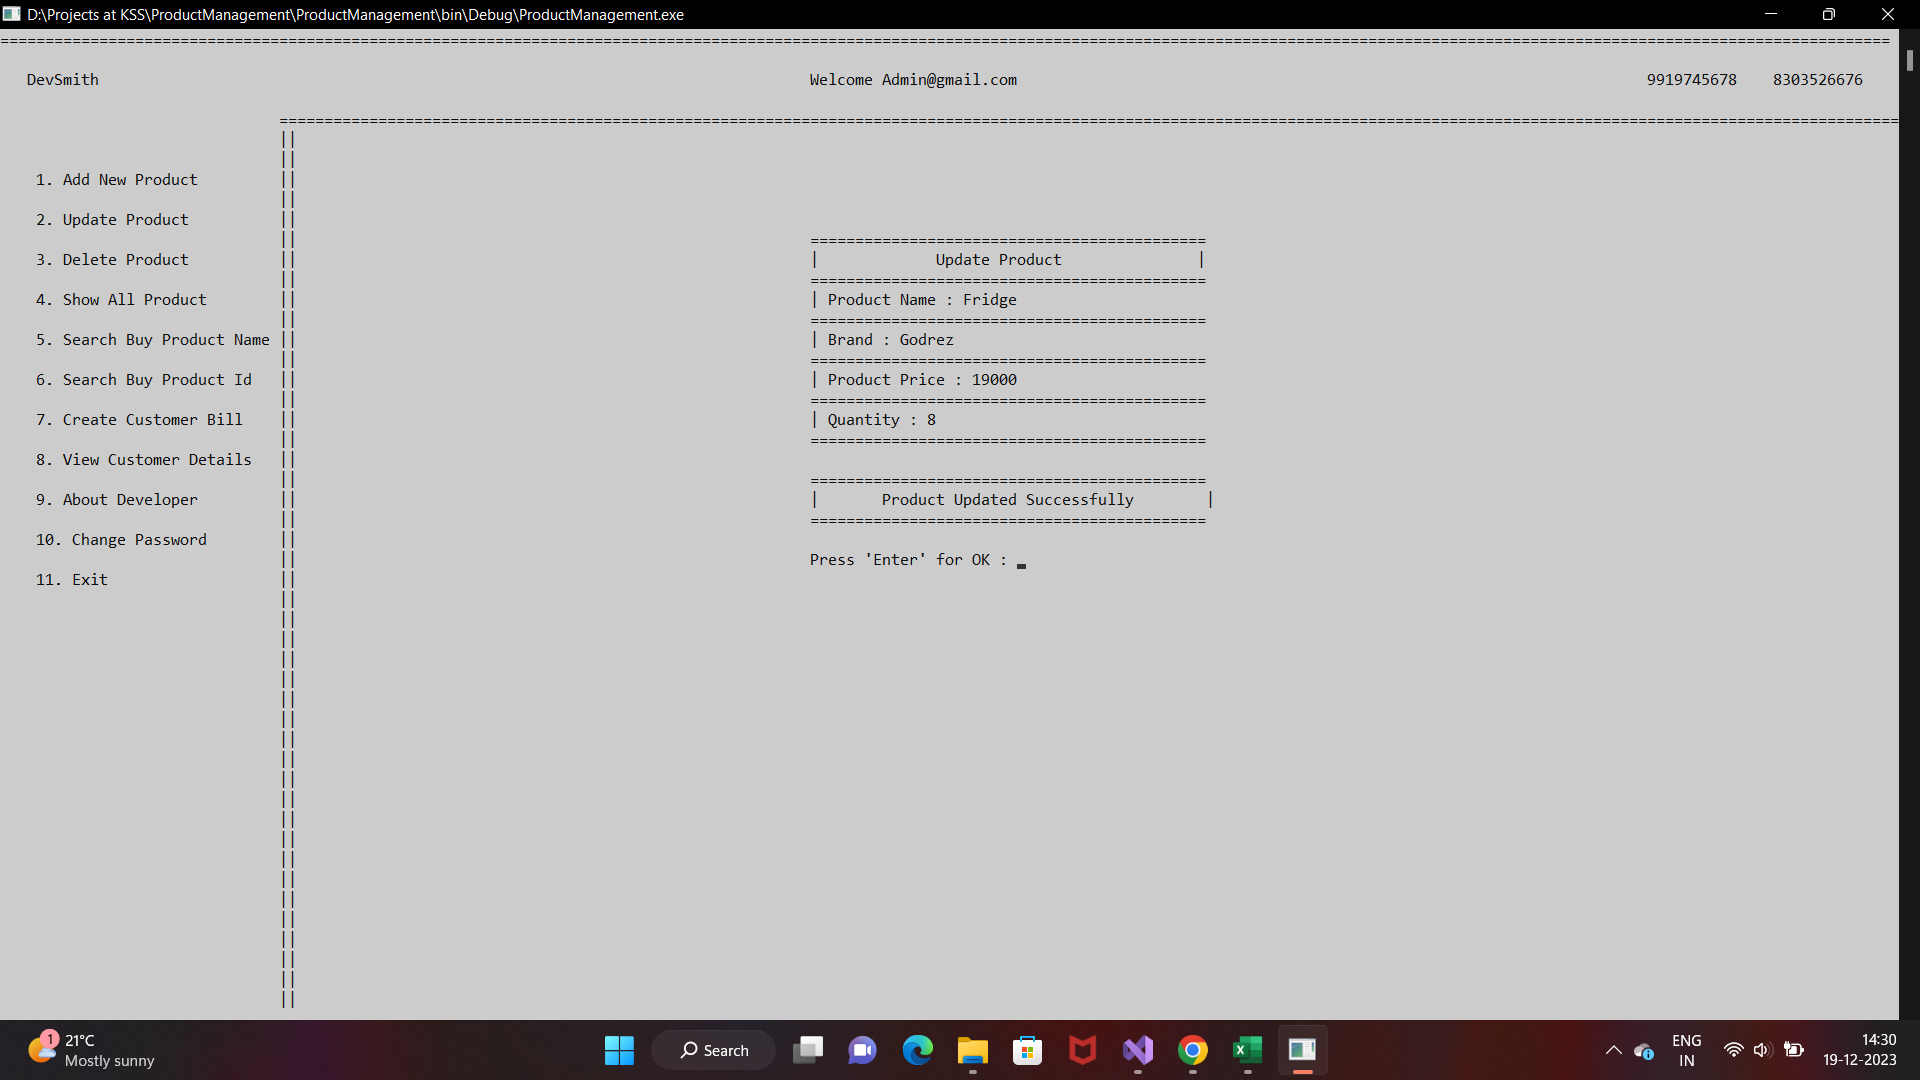 D:\Projects at KSS\ProductManagement\ProductManagement\bin\Debug\ProductManagement.exe
DevSmith Welcome Admin@gmail.com 9919745678 8303526676
1. Add New Product
2. Update Product
3. Delete Product
4. Show All Product
5. Search Buy Product Name
6. Search Buy Product Id
7. Create Customer Bill
8. View Customer Details
9. About Developer
10. Change Password
11. Exit
Update Product
Product Name : Fridge
Brand : Godrez
Product Price : 19000
Quantity : 8
Product Updated Successfully
Press 'Enter' for OK :
1
21°C
Mostly sunny
Search
ENG
IN
14:30
19-12-2023